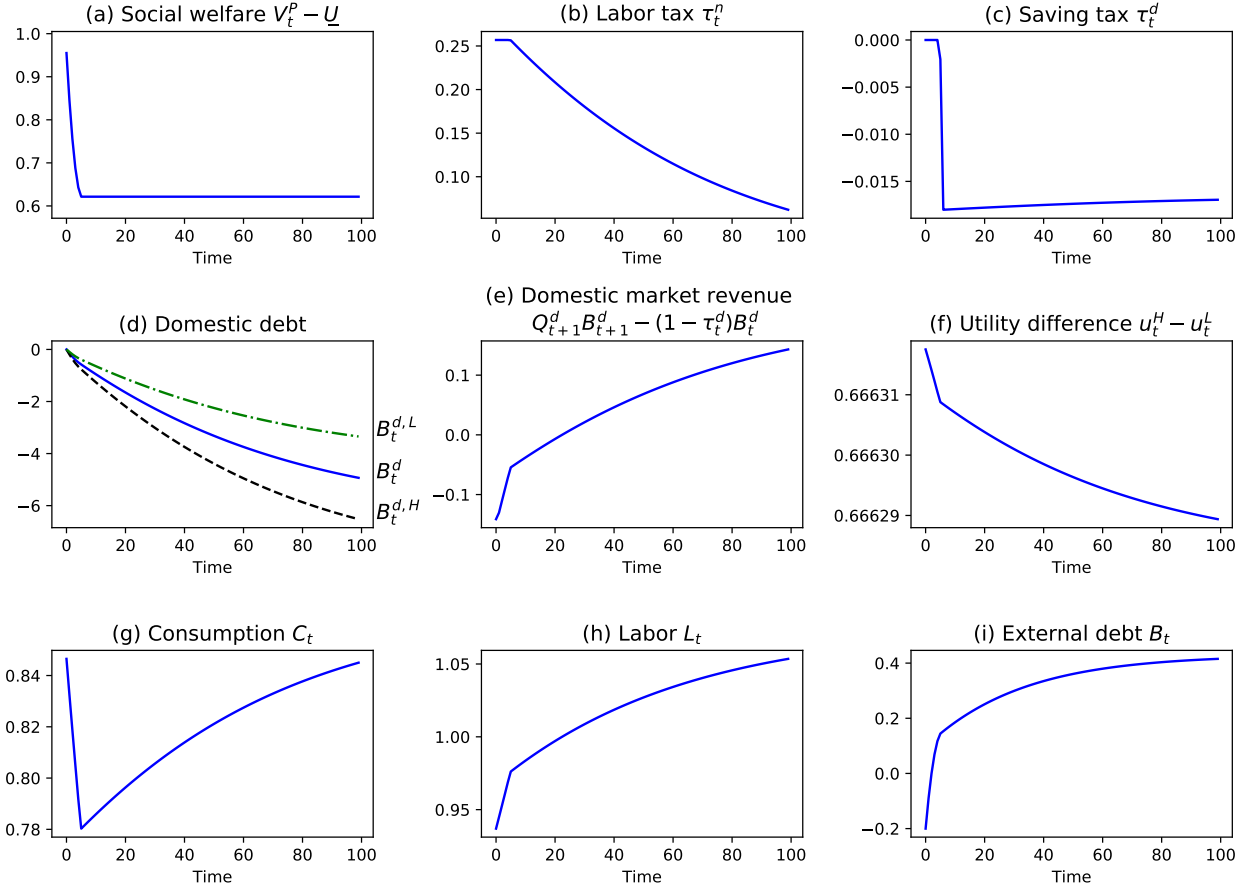 (a) Social welfare V_t^P − U̲
(b) Labor tax τ_t^n
(c) Saving tax τ_t^d
1.0
0.9
0.8
0.7
0.6
0 20 40 60 80 100
Time
0.25
0.20
0.15
0.10
0 20 40 60 80 100
Time
0.000
−0.005
−0.010
−0.015
0 20 40 60 80 100
Time
(d) Domestic debt
(e) Domestic market revenue
Q_{t+1}^d B_{t+1}^d − (1 − τ_t^d)B_t^d
(f) Utility difference u_t^H − u_t^L
0
−2
−4
−6
B_t^{d,L}
B_t^d
B_t^{d,H}
0 20 40 60 80 100
Time
0.1
0.0
−0.1
0 20 40 60 80 100
Time
0.66631
0.66630
0.66629
0 20 40 60 80 100
Time
(g) Consumption C_t
(h) Labor L_t
(i) External debt B_t
0.84
0.82
0.80
0.78
0 20 40 60 80 100
Time
1.05
1.00
0.95
0 20 40 60 80 100
Time
0.4
0.2
0.0
−0.2
0 20 40 60 80 100
Time